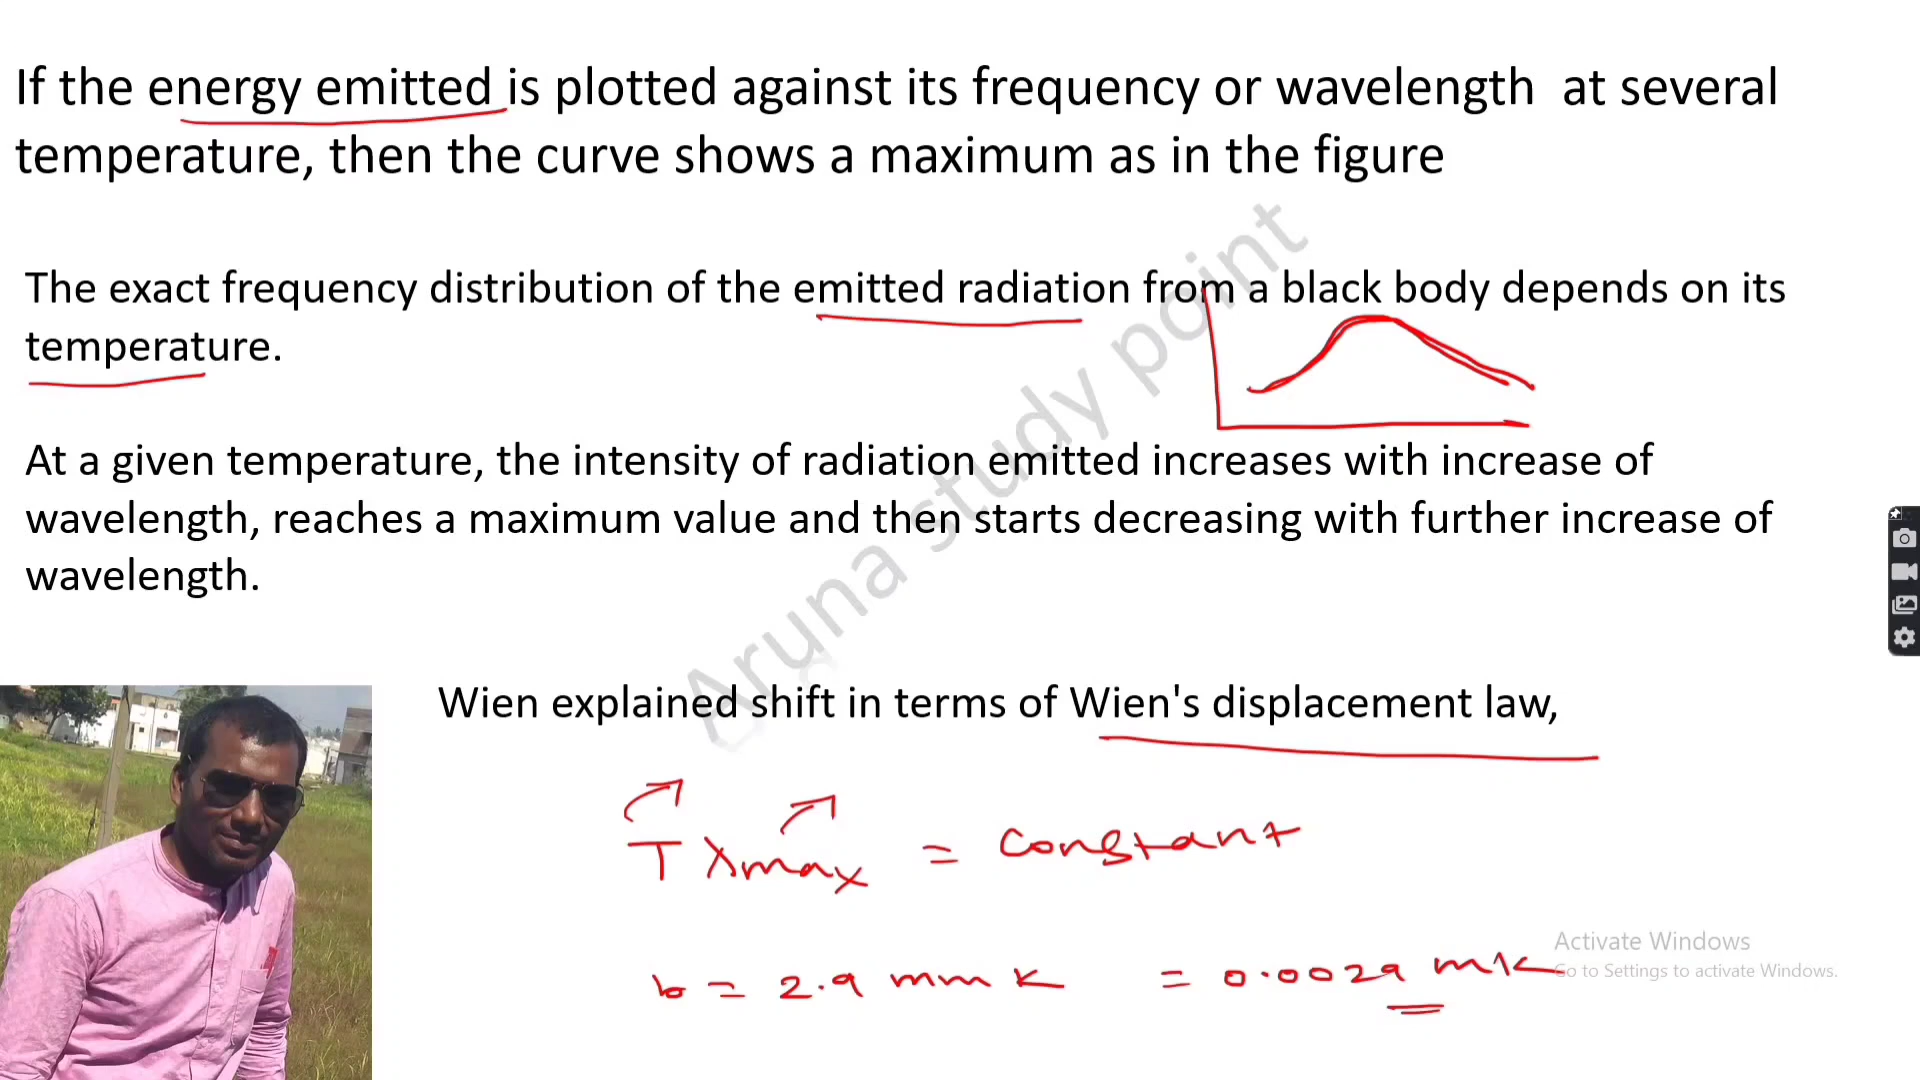 If the energy emitted is plotted against its frequency or wavelength at several
temperature, then the curve shows a maximum as in the figure
The exact frequency distribution of the emitted radiation from a black body depends on its
temperature.
At a given temperature, the intensity of radiation emitted increases with increase of
wavelength, reaches a maximum value and then starts decreasing with further increase of
wavelength.
Aruna study point
Wien explained shift in terms of Wien's displacement law,
T λmax = constant
b = 2.9 mm K = 0.0029 mK
Activate Windows
Go to Settings to activate Windows.